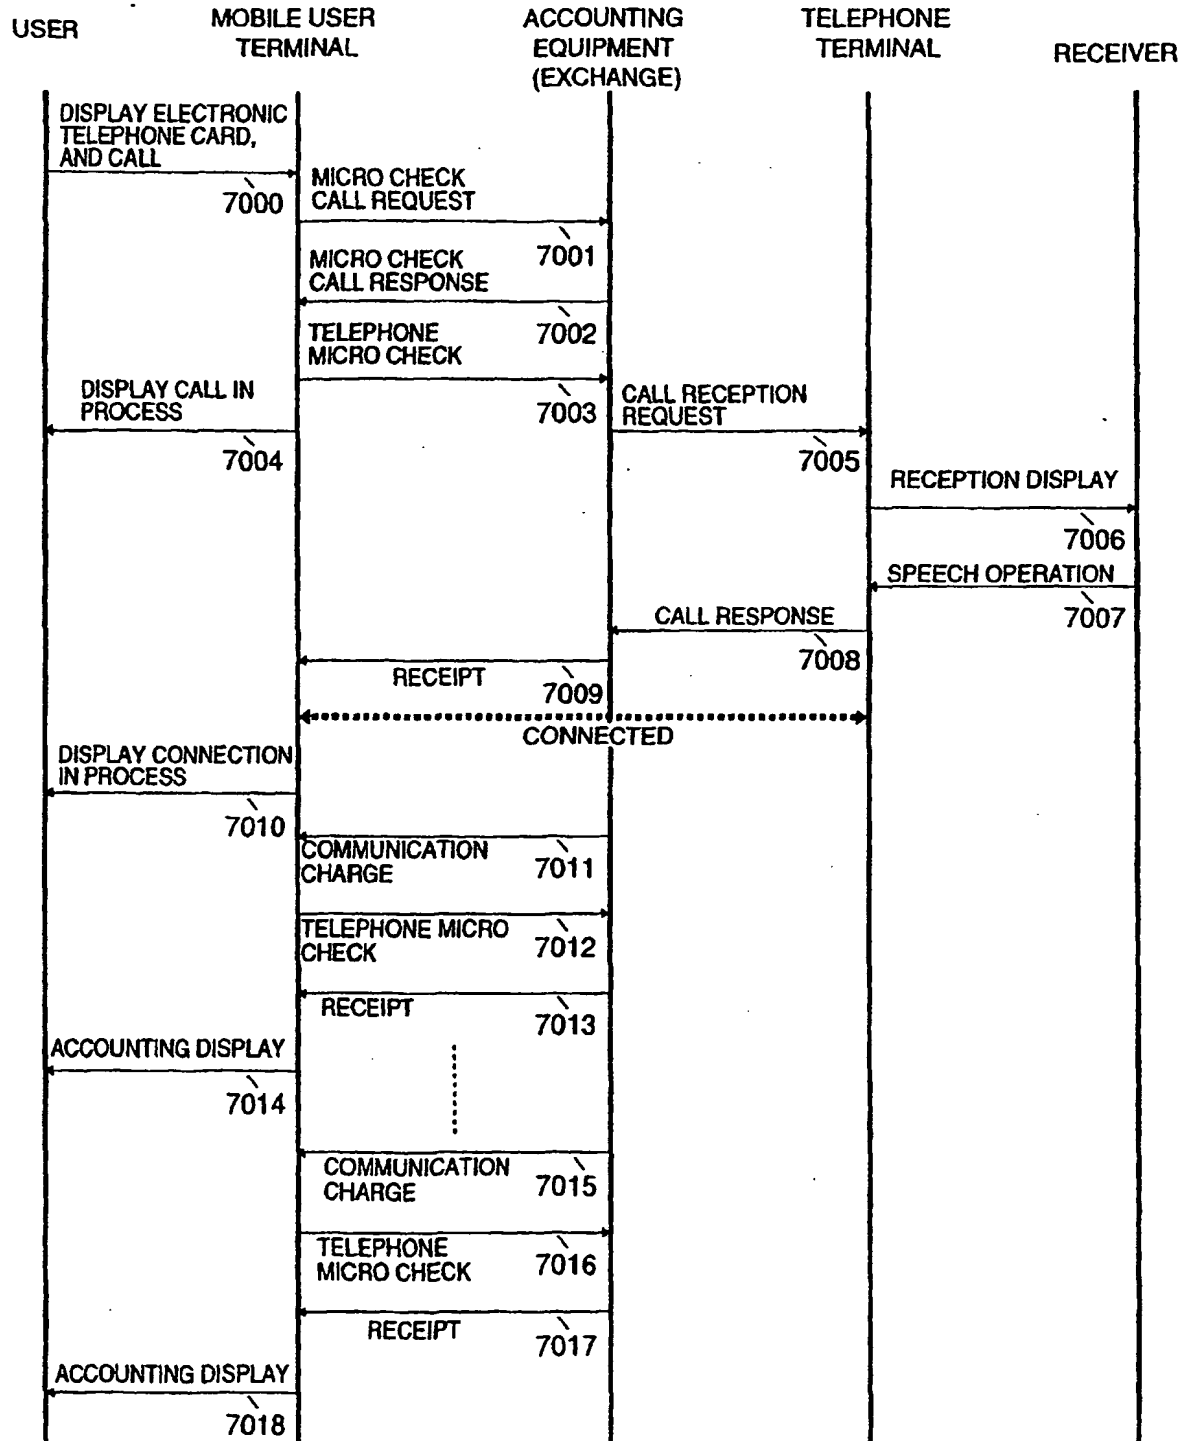 USER
MOBILE USER
TERMINAL
ACCOUNTING
EQUIPMENT
(EXCHANGE)
TELEPHONE
TERMINAL
RECEIVER
DISPLAY ELECTRONIC
TELEPHONE CARD,
AND CALL
7000
MICRO CHECK
CALL REQUEST
7001
MICRO CHECK
CALL RESPONSE
7002
TELEPHONE
MICRO CHECK
7003
DISPLAY CALL IN
PROCESS
7004
CALL RECEPTION
REQUEST
7005
RECEPTION DISPLAY
7006
SPEECH OPERATION
7007
CALL RESPONSE
7008
RECEIPT
7009
CONNECTED
DISPLAY CONNECTION
IN PROCESS
7010
COMMUNICATION
CHARGE
7011
TELEPHONE MICRO
CHECK
7012
RECEIPT
7013
ACCOUNTING DISPLAY
7014
COMMUNICATION
CHARGE
7015
TELEPHONE
MICRO CHECK
7016
RECEIPT
7017
ACCOUNTING DISPLAY
7018